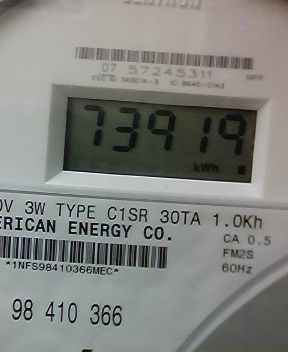 07 57245311
73919
kWh
0V 3W TYPE C1SR 30TA 1.0Kh
ERICAN ENERGY CO.
CA 0.5
FM2S
60Hz
*1NFS98410366MEC*
98 410 366